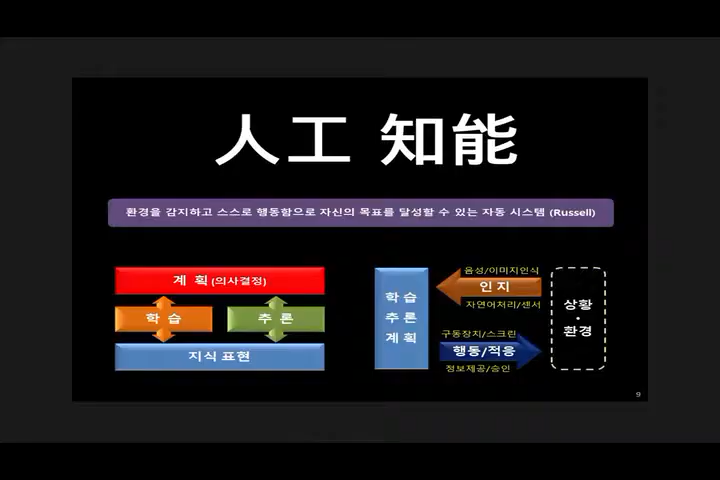 人工 知能
환경을 감지하고 스스로 행동함으로 자신의 목표를 달성할 수 있는 자동 시스템 (Russell)
계 획 (의사결정)
학 습
추 론
지식 표현
학 습
추 론
계 획
음성/이미지인식
인 지
자연어처리/센서
구동장치/스크린
행동/적응
정보제공/승인
상황
·
환경
9